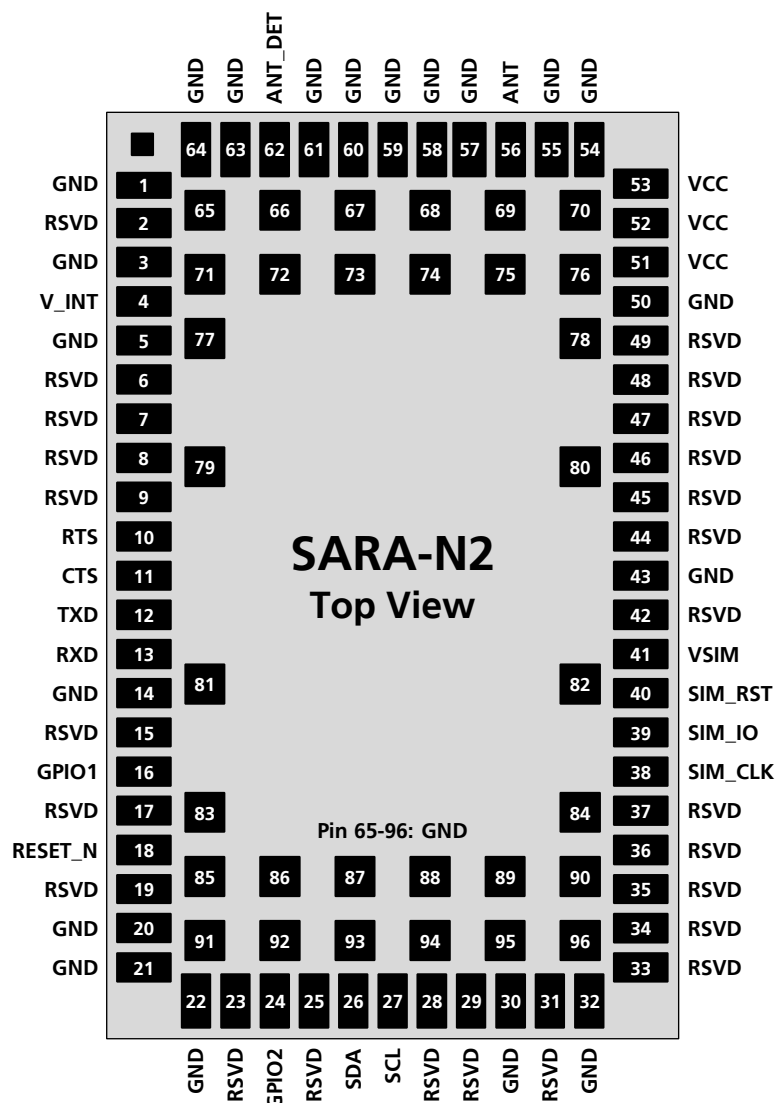 GND GND ANT_DET GND GND GND GND GND ANT GND GND
64 63 62 61 60 59 58 57 56 55 54
GND 1 53 VCC
65 66 67 68 69 70
RSVD 2 52 VCC
GND 3 51 VCC
71 72 73 74 75 76
V_INT 4 50 GND
GND 5 77 78 49 RSVD
RSVD 6 48 RSVD
RSVD 7 47 RSVD
RSVD 8 79 80 46 RSVD
RSVD 9 45 RSVD
RTS 10 44 RSVD
SARA-N2
CTS 11 43 GND
Top View
TXD 12 42 RSVD
RXD 13 41 VSIM
GND 14 81 82 40 SIM_RST
RSVD 15 39 SIM_IO
GPIO1 16 38 SIM_CLK
RSVD 17 83 84 37 RSVD
Pin 65-96: GND
RESET_N 18 36 RSVD
85 86 87 88 89 90
RSVD 19 35 RSVD
GND 20 34 RSVD
91 92 93 94 95 96
GND 21 33 RSVD
22 23 24 25 26 27 28 29 30 31 32
GND RSVD GPIO2 RSVD SDA SCL RSVD RSVD GND RSVD GND